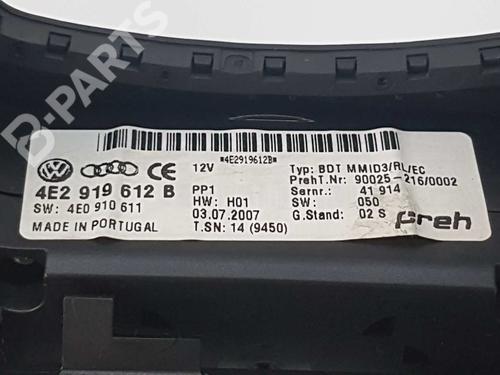 B-PARTS
*4E2919612B*
4E2 919 612 B
SW: 4E0 910 611
MADE IN PORTUGAL
12V
PP1
HW: H01
03.07.2007
T.SN: 14 (9450)
Typ: BDT MMID3/RL/EC
PrehT.Nr: 90025-216/0002
Sernr.: 41 914
SW: 050
G.Stand: 02 S
Preh